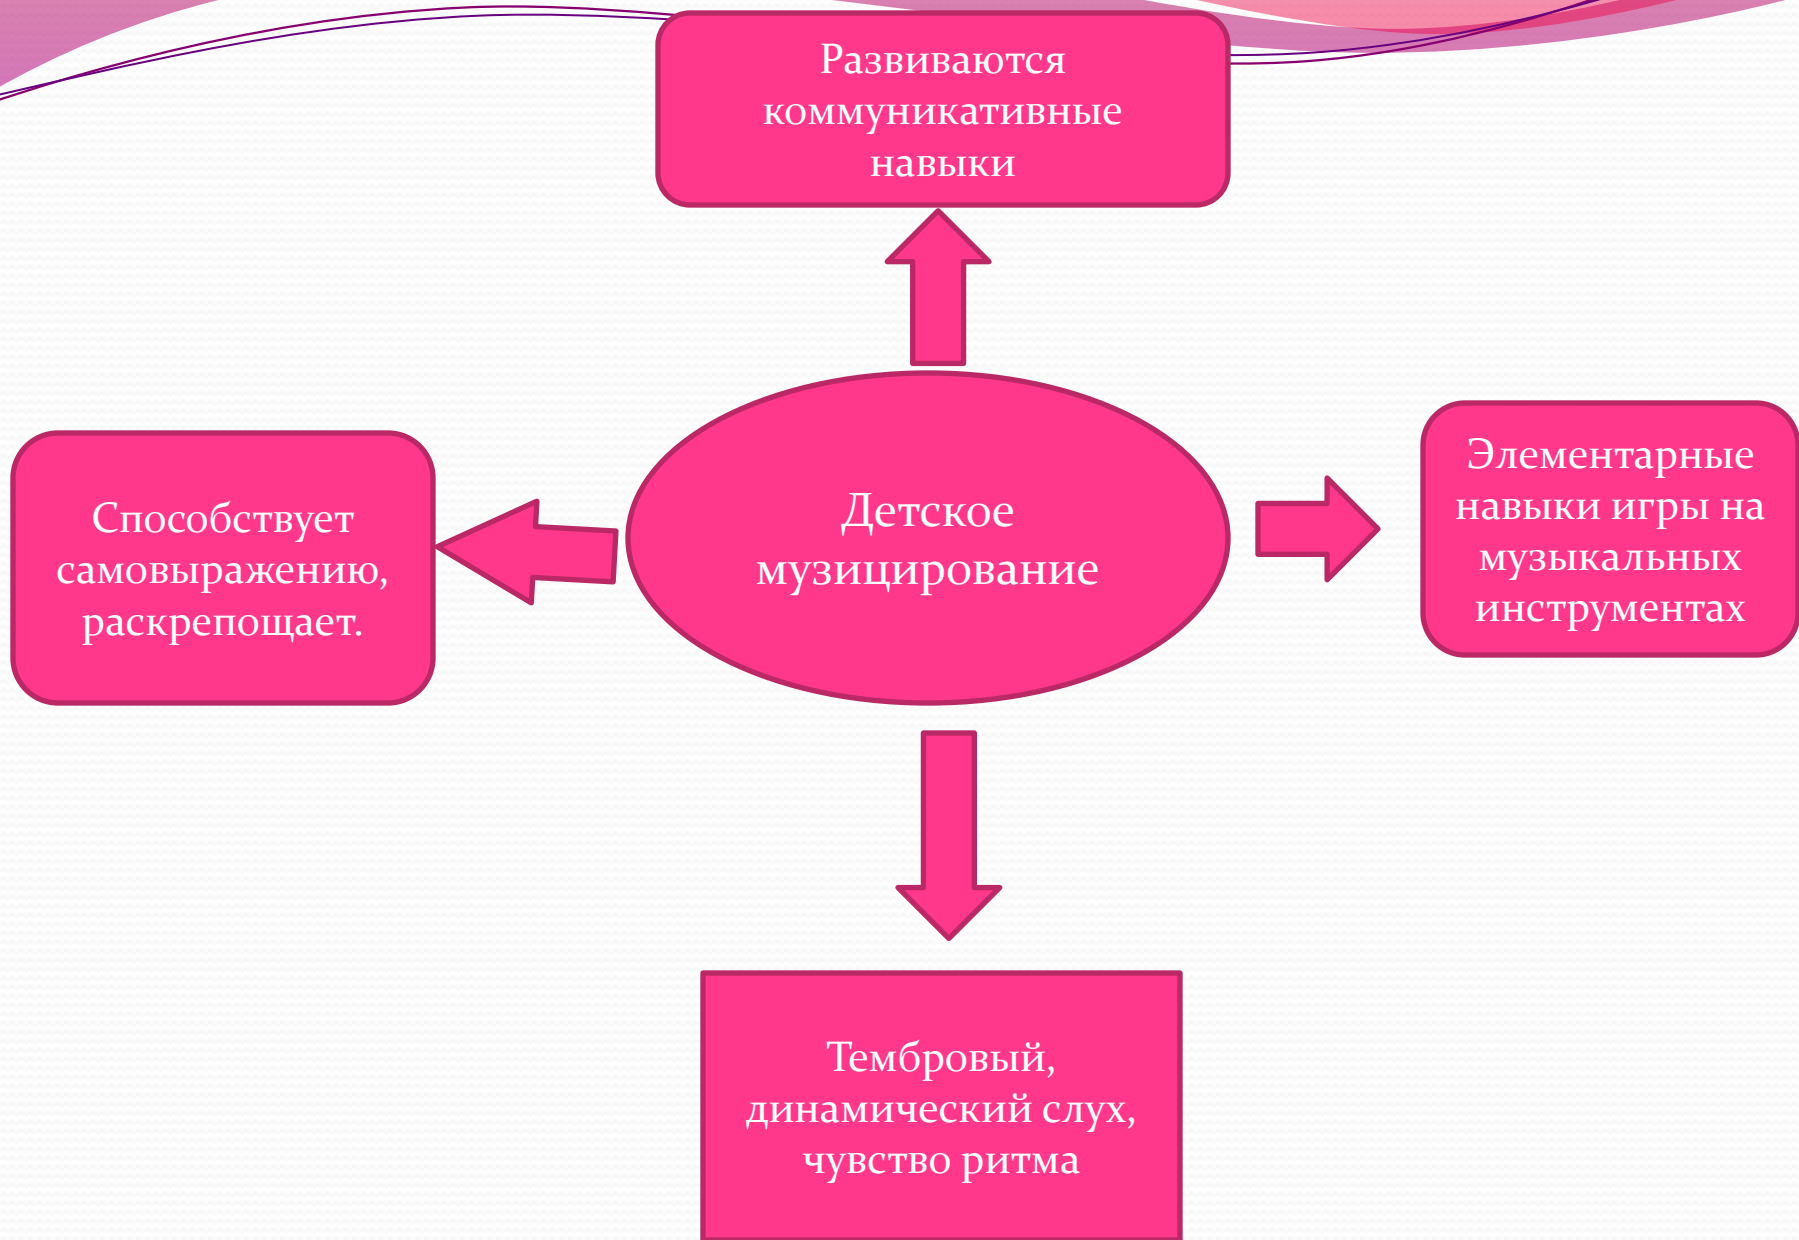 Развиваются
коммуникативные
навыки
Способствует
самовыражению,
раскрепощает.
Детское
музицирование
Элементарные
навыки игры на
музыкальных
инструментах
Тембровый,
динамический слух,
чувство ритма